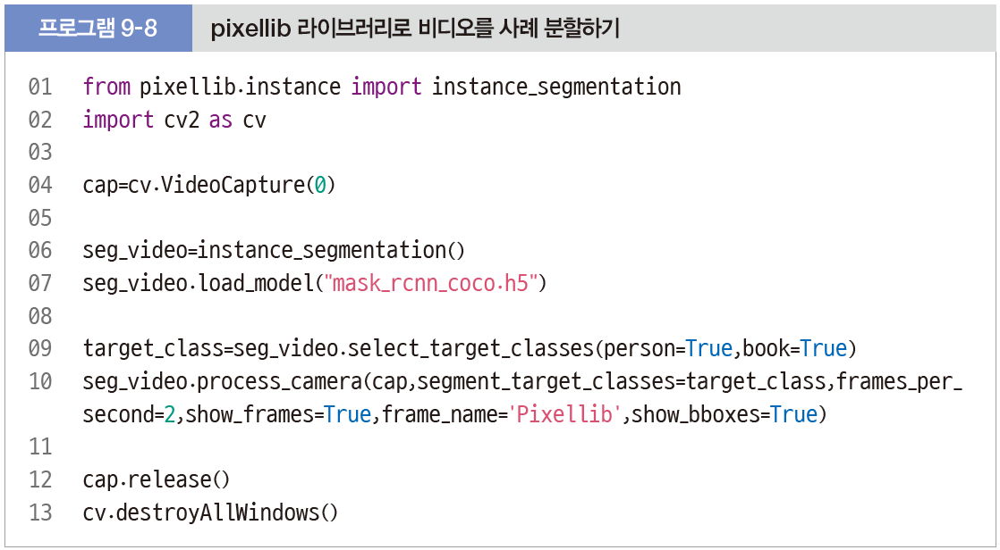 프로그램 9-8 pixellib 라이브러리로 비디오를 사례 분할하기
01 from pixellib.instance import instance_segmentation
02 import cv2 as cv
03
04 cap=cv.VideoCapture(0)
05
06 seg_video=instance_segmentation()
07 seg_video.load_model("mask_rcnn_coco.h5")
08
09 target_class=seg_video.select_target_classes(person=True,book=True)
10 seg_video.process_camera(cap,segment_target_classes=target_class,frames_per_
second=2,show_frames=True,frame_name='Pixellib',show_bboxes=True)
11
12 cap.release()
13 cv.destroyAllWindows()